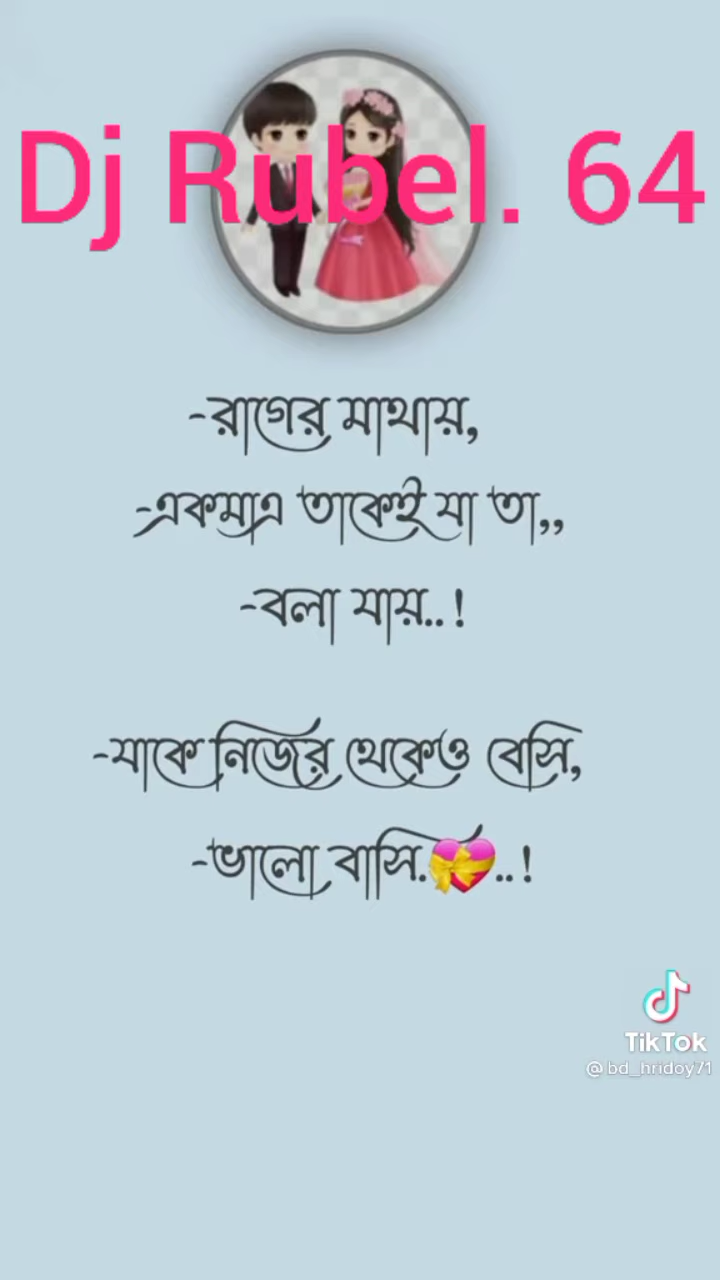 Dj Rubel. 64
-রাগের মাথায়,
-একমাএ তাকেই যা তা,,
-বলা যায়..!
-যাকে নিজের থেকেও বেসি,
-ভালো বাসি.💝..!
TikTok
@bd_hridoy71